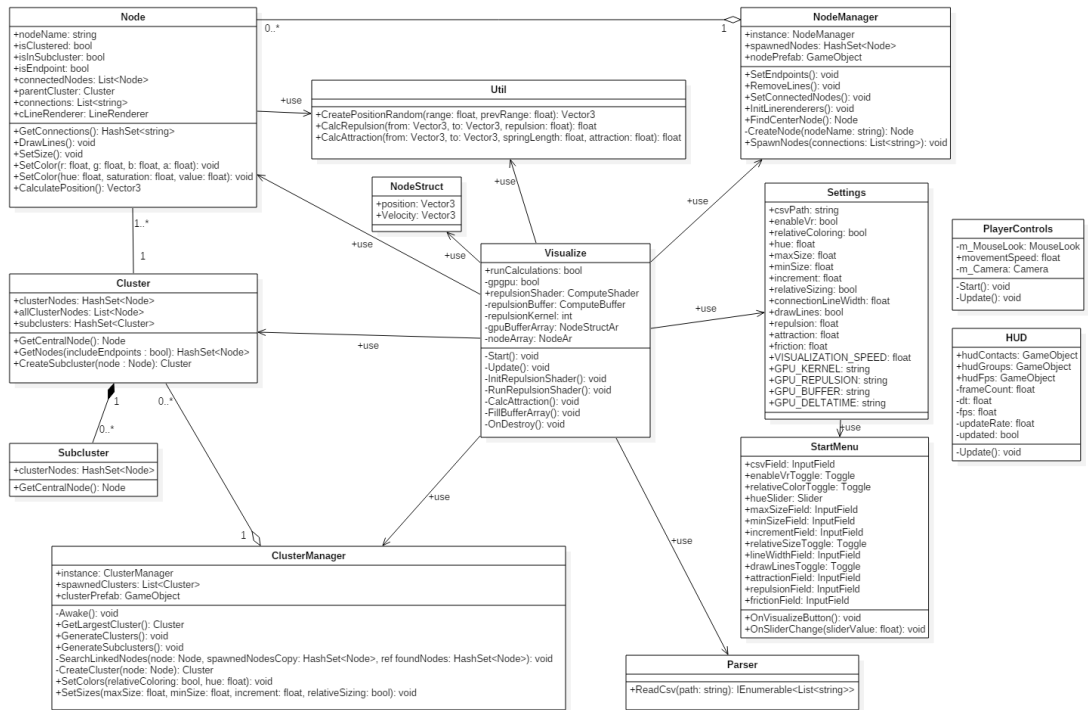 Node
+nodeName: string
+isClustered: bool
+isInSubcluster: bool
+isEndpoint: bool
+connectedNodes: List<Node>
+parentCluster: Cluster
+connections: List<string>
+cLineRenderer: LineRenderer
+GetConnections(): HashSet<string>
+DrawLines(): void
+SetSize(): void
+SetColor(r: float, g: float, b: float, a: float): void
+SetColor(hue: float, saturation: float, value: float): void
+CalculatePosition(): Vector3
0..*
1
NodeManager
+instance: NodeManager
+spawnedNodes: HashSet<Node>
+nodePrefab: GameObject
+SetEndpoints(): void
+RemoveLines(): void
+SetConnectedNodes(): void
+InitLinerenderers(): void
+FindCenterNode(): Node
-CreateNode(nodeName: string): Node
+SpawnNodes(connections: List<string>): void
+use
Util
+CreatePositionRandom(range: float, prevRange: float): Vector3
+CalcRepulsion(from: Vector3, to: Vector3, repulsion: float): float
+CalcAttraction(from: Vector3, to: Vector3, springLength: float, attraction: float): float
+use
+use
NodeStruct
+position: Vector3
+Velocity: Vector3
+use
+use
Settings
+csvPath: string
+enableVr: bool
+relativeColoring: bool
+hue: float
+maxSize: float
+minSize: float
+increment: float
+relativeSizing: bool
+connectionLineWidth: float
+drawLines: bool
+repulsion: float
+attraction: float
+friction: float
+VISUALIZATION_SPEED: float
+GPU_KERNEL: string
+GPU_REPULSION: string
+GPU_BUFFER: string
+GPU_DELTATIME: string
PlayerControls
-m_MouseLook: MouseLook
+movementSpeed: float
-m_Camera: Camera
-Start(): void
-Update(): void
1..*
1
Visualize
+runCalculations: bool
-gpgpu: bool
+repulsionShader: ComputeShader
-repulsionBuffer: ComputeBuffer
-repulsionKernel: int
-gpuBufferArray: NodeStructAr
-nodeArray: NodeAr
-Start(): void
-Update(): void
-InitRepulsionShader(): void
-RunRepulsionShader(): void
-CalcAttraction(): void
-FillBufferArray(): void
-OnDestroy(): void
+use
Cluster
+clusterNodes: HashSet<Node>
+allClusterNodes: List<Node>
+subclusters: HashSet<Cluster>
+GetCentralNode(): Node
+GetNodes(includeEndpoints : bool): HashSet<Node>
+CreateSubcluster(node : Node): Cluster
+use
HUD
+hudContacts: GameObject
+hudGroups: GameObject
+hudFps: GameObject
-frameCount: float
-dt: float
-fps: float
-updateRate: float
-updated: bool
-Update(): void
1
0..*
0..*
Subcluster
+clusterNodes: HashSet<Node>
+GetCentralNode(): Node
+use
StartMenu
+csvField: InputField
+enableVrToggle: Toggle
+relativeColorToggle: Toggle
+hueSlider: Slider
+maxSizeField: InputField
+minSizeField: InputField
+incrementField: InputField
+relativeSizeToggle: Toggle
+lineWidthField: InputField
+drawLinesToggle: Toggle
+attractionField: InputField
+repulsionField: InputField
+frictionField: InputField
+OnVisualizeButton(): void
+OnSliderChange(sliderValue: float): void
+use
+use
1
ClusterManager
+instance: ClusterManager
+spawnedClusters: List<Cluster>
+clusterPrefab: GameObject
-Awake(): void
+GetLargestCluster(): Cluster
+GenerateClusters(): void
+GenerateSubclusters(): void
-SearchLinkedNodes(node: Node, spawnedNodesCopy: HashSet<Node>, ref foundNodes: HashSet<Node>): void
-CreateCluster(node: Node): Cluster
+SetColors(relativeColoring: bool, hue: float): void
+SetSizes(maxSize: float, minSize: float, increment: float, relativeSizing: bool): void
Parser
+ReadCsv(path: string): IEnumerable<List<string>>